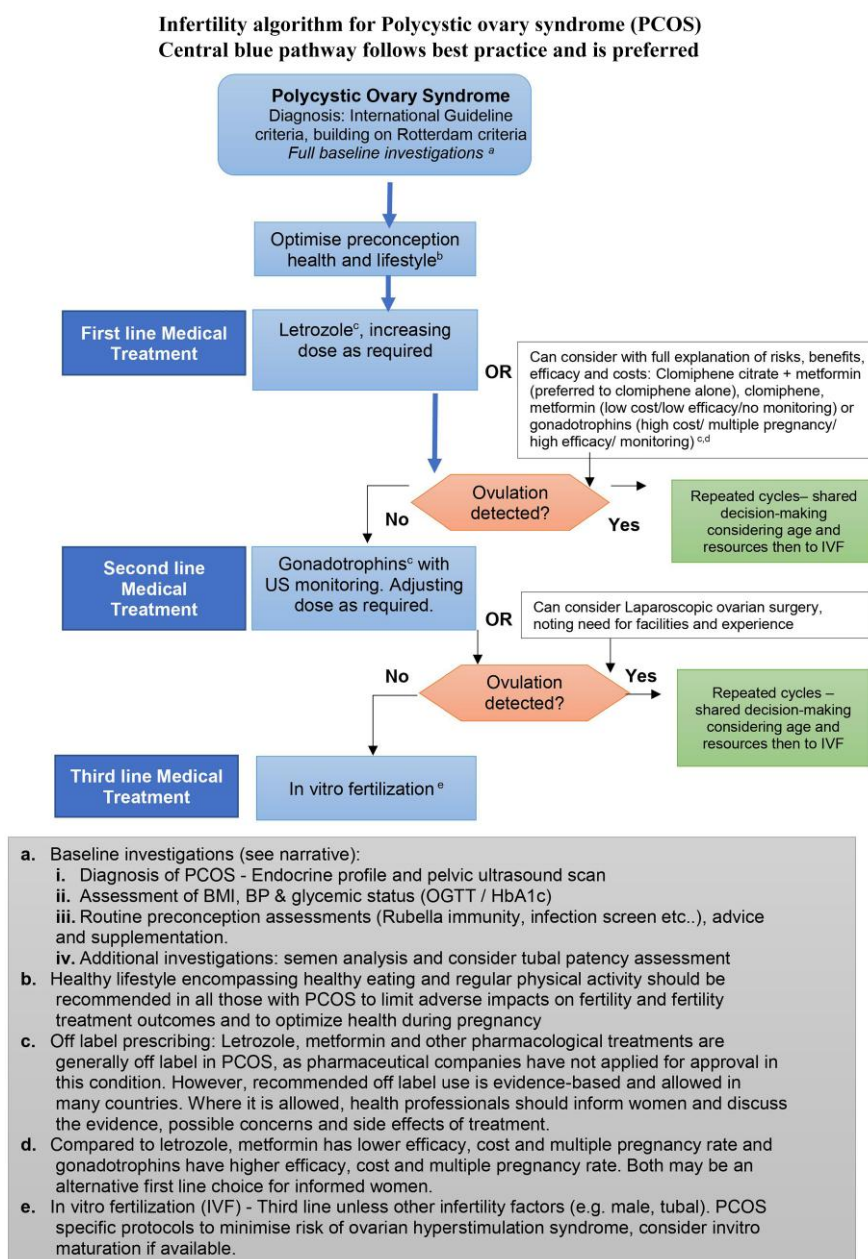 Infertility algorithm for Polycystic ovary syndrome (PCOS)
Central blue pathway follows best practice and is preferred
Polycystic Ovary Syndrome
Diagnosis: International Guideline
criteria, building on Rotterdam criteria
Full baseline investigations a
Optimise preconception
health and lifestyle b
First line Medical
Treatment
Letrozole c, increasing
dose as required
OR
Can consider with full explanation of risks, benefits,
efficacy and costs: Clomiphene citrate + metformin
(preferred to clomiphene alone), clomiphene,
metformin (low cost/low efficacy/no monitoring) or
gonadotrophins (high cost/ multiple pregnancy/
high efficacy/ monitoring) c,d
Ovulation
detected?
No
Yes
Repeated cycles– shared
decision-making
considering age and
resources then to IVF
Second line
Medical
Treatment
Gonadotrophins c with
US monitoring. Adjusting
dose as required.
OR
Can consider Laparoscopic ovarian surgery,
noting need for facilities and experience
No
Ovulation
detected?
Yes
Repeated cycles –
shared decision-making
considering age and
resources then to IVF
Third line Medical
Treatment
In vitro fertilization e
a. Baseline investigations (see narrative):
i. Diagnosis of PCOS - Endocrine profile and pelvic ultrasound scan
ii. Assessment of BMI, BP & glycemic status (OGTT / HbA1c)
iii. Routine preconception assessments (Rubella immunity, infection screen etc..), advice
and supplementation.
iv. Additional investigations: semen analysis and consider tubal patency assessment
b. Healthy lifestyle encompassing healthy eating and regular physical activity should be
recommended in all those with PCOS to limit adverse impacts on fertility and fertility
treatment outcomes and to optimize health during pregnancy
c. Off label prescribing: Letrozole, metformin and other pharmacological treatments are
generally off label in PCOS, as pharmaceutical companies have not applied for approval in
this condition. However, recommended off label use is evidence-based and allowed in
many countries. Where it is allowed, health professionals should inform women and discuss
the evidence, possible concerns and side effects of treatment.
d. Compared to letrozole, metformin has lower efficacy, cost and multiple pregnancy rate and
gonadotrophins have higher efficacy, cost and multiple pregnancy rate. Both may be an
alternative first line choice for informed women.
e. In vitro fertilization (IVF) - Third line unless other infertility factors (e.g. male, tubal). PCOS
specific protocols to minimise risk of ovarian hyperstimulation syndrome, consider invitro
maturation if available.